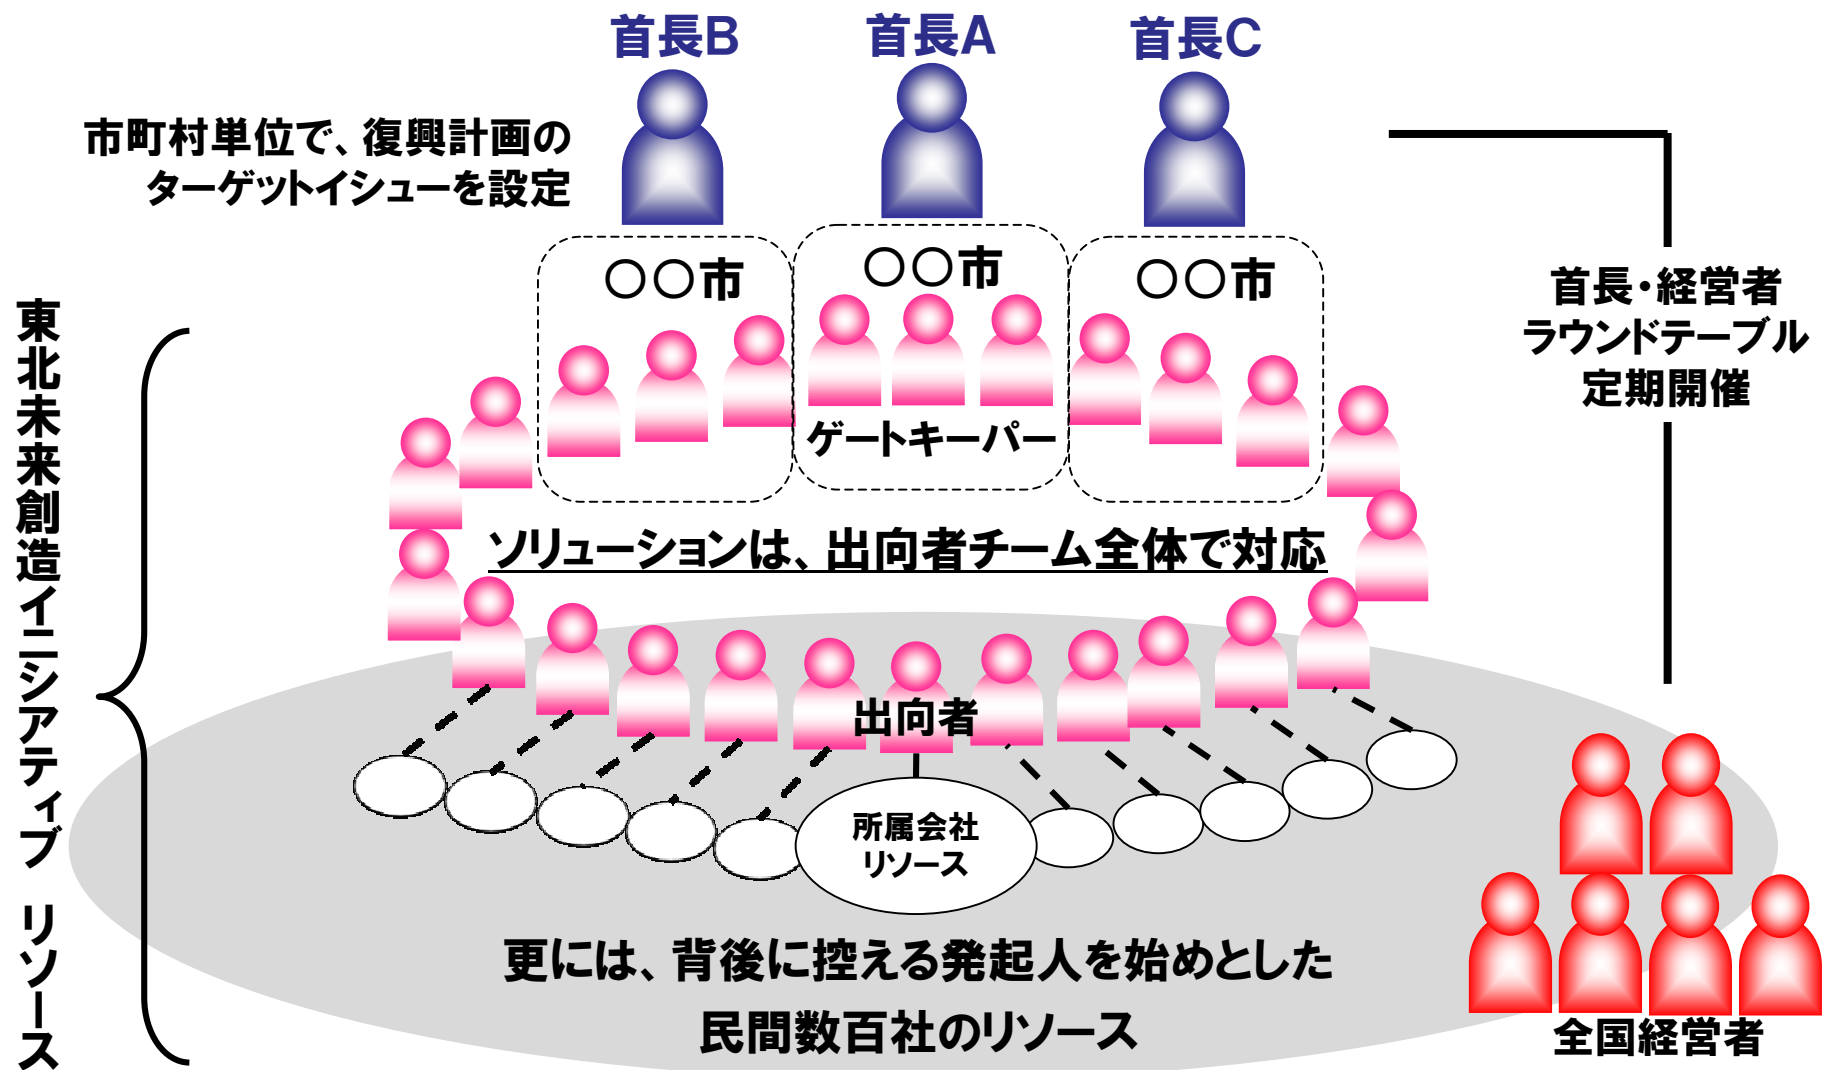 首長B
首長A
首長C
市町村単位で、復興計画の
ターゲットイシューを設定
○○市
○○市
○○市
ゲートキーパー
首長・経営者
ラウンドテーブル
定期開催
東北未来創造イニシアティブ リソース
ソリューションは、出向者チーム全体で対応
出向者
所属会社
リソース
更には、背後に控える発起人を始めとした
民間数百社のリソース
全国経営者